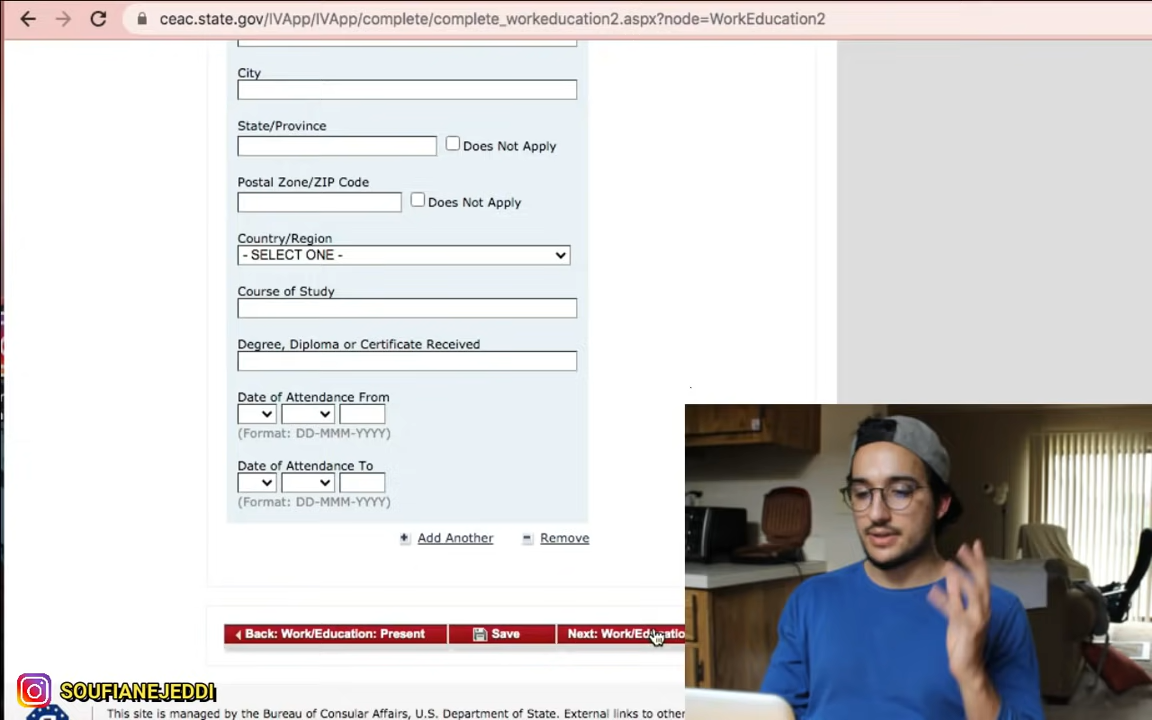 ceac.state.gov/IVApp/IVApp/complete/complete_workeducation2.aspx?node=WorkEducation2
City
State/Province
Does Not Apply
Postal Zone/ZIP Code
Does Not Apply
Country/Region
- SELECT ONE -
Course of Study
Degree, Diploma or Certificate Received
Date of Attendance From
(Format: DD-MMM-YYYY)
Date of Attendance To
(Format: DD-MMM-YYYY)
Add Another
Remove
Back: Work/Education: Present
Save
Next: Work/Educatio
SOUFIANEJEDDI
This site is managed by the Bureau of Consular Affairs, U.S. Department of State. External links to other